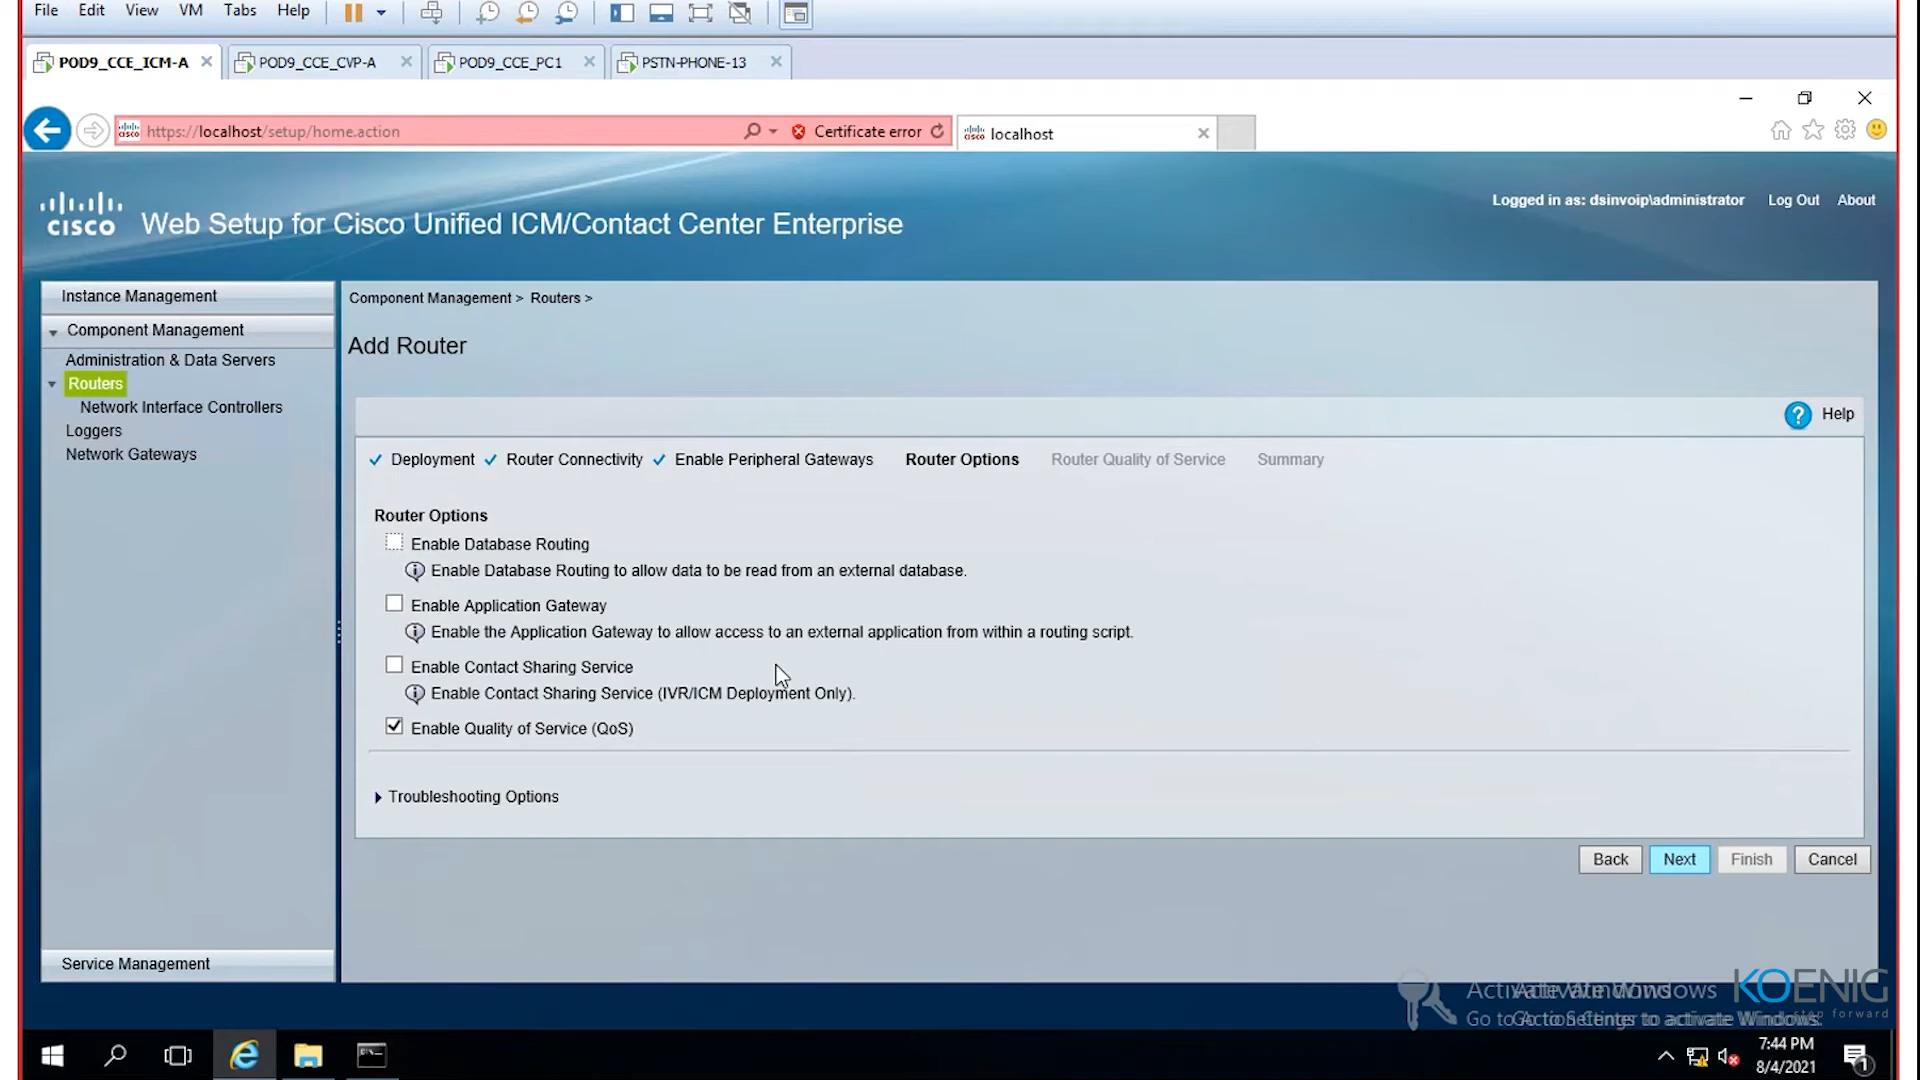 File Edit View VM Tabs Help
POD9_CCE_ICM-A POD9_CCE_CVP-A POD9_CCE_PC1 PSTN-PHONE-13
https://localhost/setup/home.action Certificate error localhost
cisco Web Setup for Cisco Unified ICM/Contact Center Enterprise
Logged in as: dsinvoip\administrator Log Out About
Instance Management
Component Management
Administration & Data Servers
Routers
Network Interface Controllers
Loggers
Network Gateways
Service Management
Component Management > Routers >
Add Router
Help
Deployment Router Connectivity Enable Peripheral Gateways Router Options Router Quality of Service Summary
Router Options
Enable Database Routing
Enable Database Routing to allow data to be read from an external database.
Enable Application Gateway
Enable the Application Gateway to allow access to an external application from within a routing script.
Enable Contact Sharing Service
Enable Contact Sharing Service (IVR/ICM Deployment Only).
Enable Quality of Service (QoS)
Troubleshooting Options
Back Next Finish Cancel
Activate Windows
KOENIG
step forward
7:44 PM
8/4/2021
1